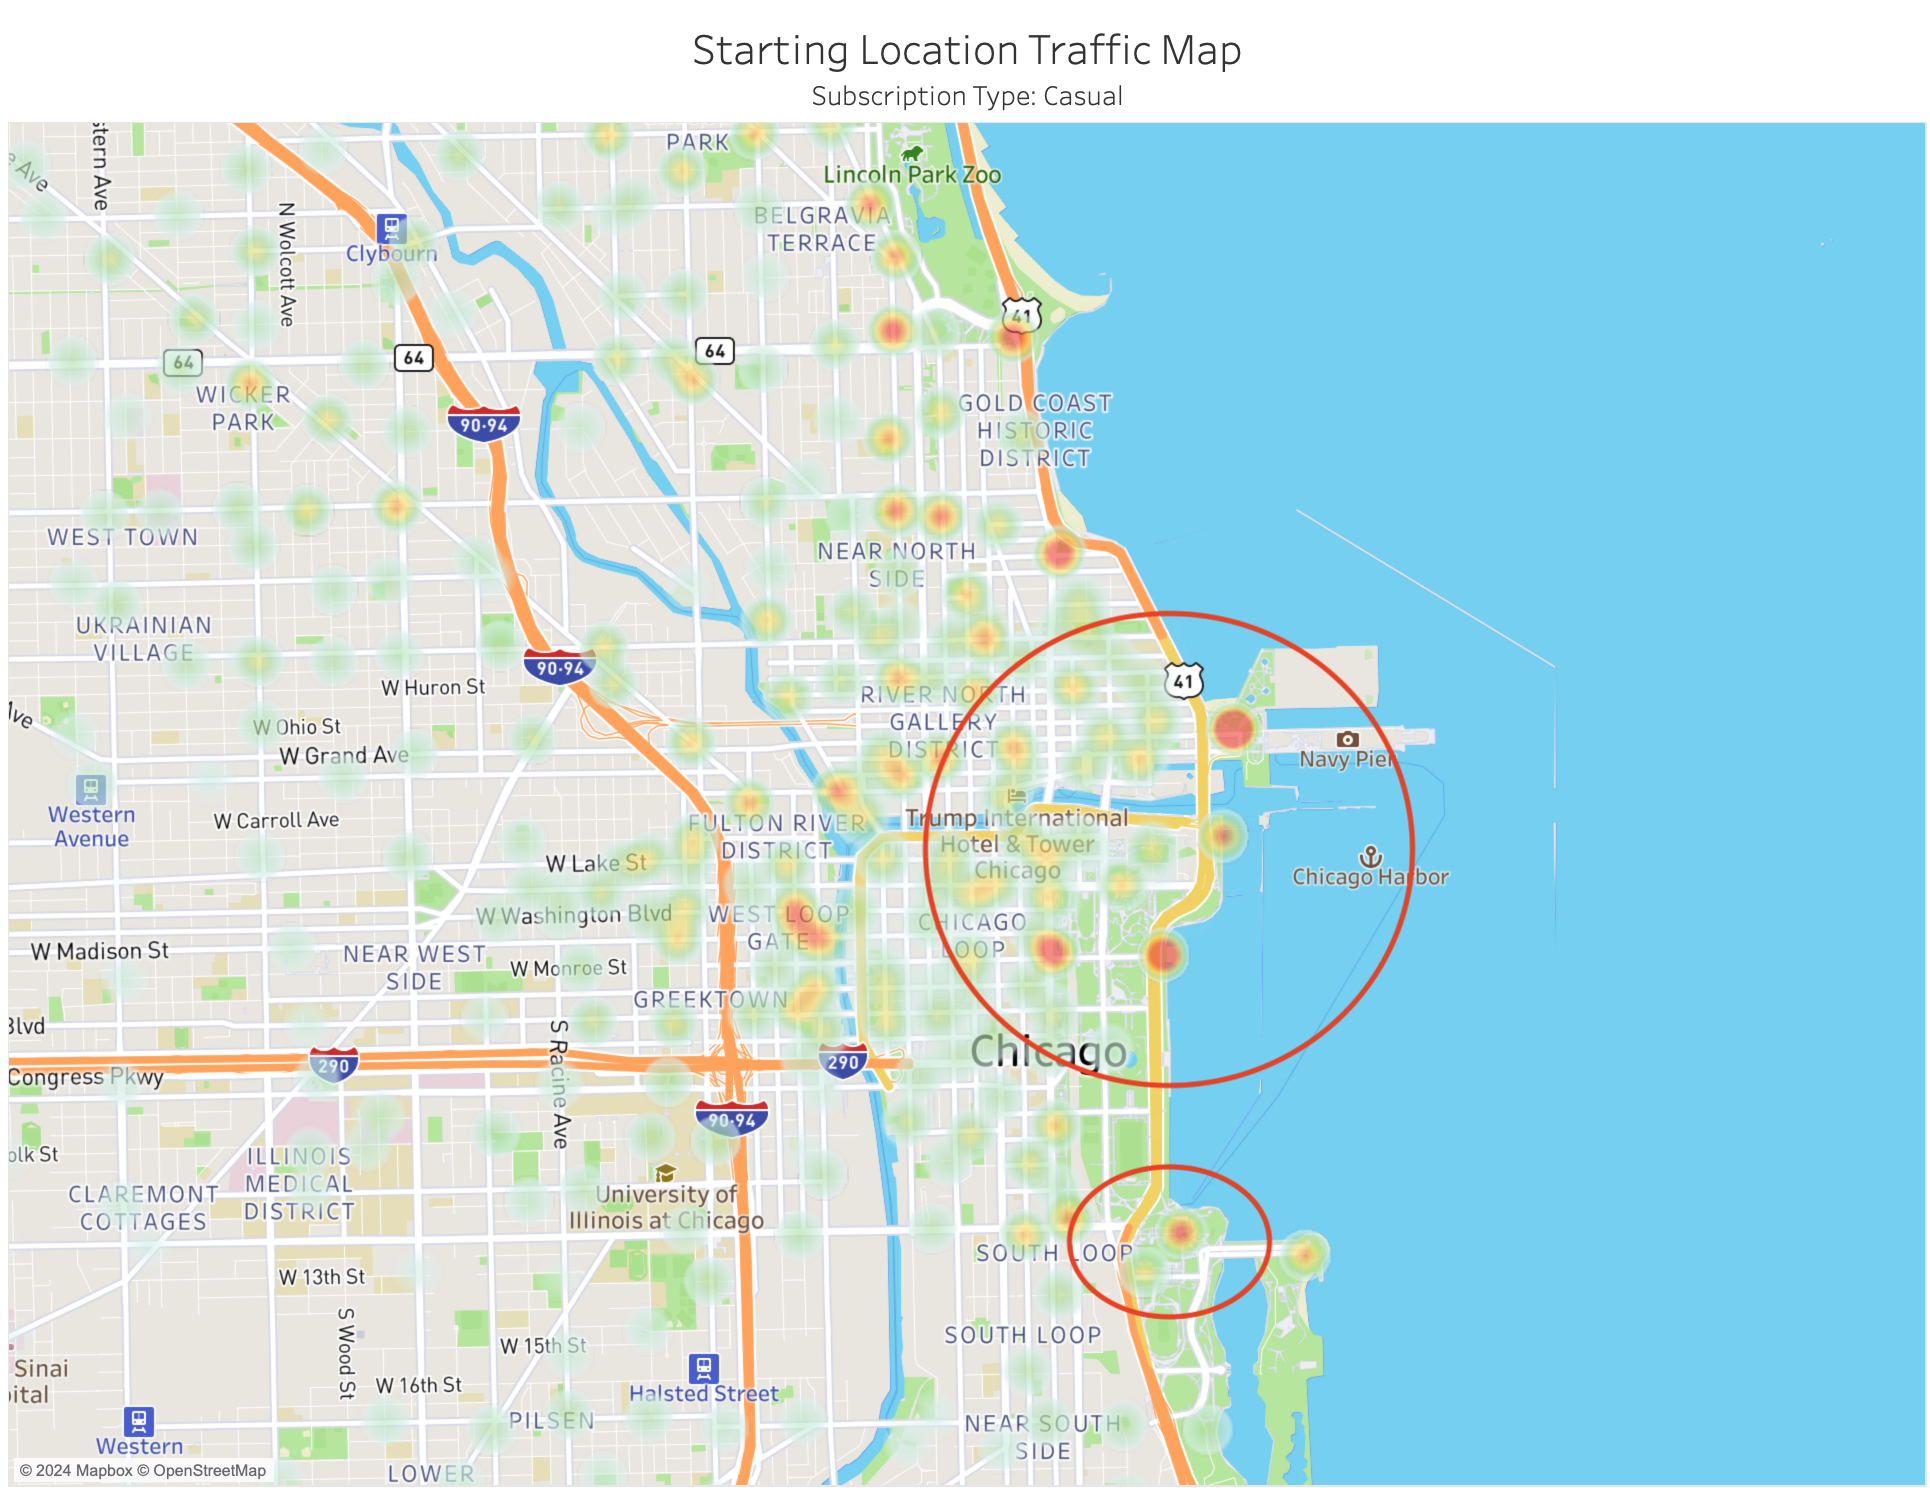 Starting Location Traffic Map
Subscription Type: Casual
stern Ave
Ave
PARK
Lincoln Park Zoo
N Wolcott Ave
BELGRAVIA
TERRACE
Clybourn
41
64
64
64
WICKER
PARK
90-94
GOLD COAST
HISTORIC
DISTRICT
WEST TOWN
NEAR NORTH
SIDE
UKRAINIAN
VILLAGE
90-94
41
W Huron St
RIVER NORTH
GALLERY
DISTRICT
Ave
W Ohio St
W Grand Ave
Navy Pier
Western
Avenue
W Carroll Ave
FULTON RIVER
DISTRICT
Trump International
Hotel & Tower
Chicago
W Lake St
Chicago Harbor
W Washington Blvd
WEST LOOP
GATE
CHICAGO
LOOP
W Madison St
NEAR WEST
SIDE
W Monroe St
GREEKTOWN
Blvd
S Racine Ave
Chicago
290
290
Congress Pkwy
90-94
olk St
ILLINOIS
MEDICAL
DISTRICT
CLAREMONT
COTTAGES
University of
Illinois at Chicago
SOUTH LOOP
W 13th St
S Wood St
W 15th St
SOUTH LOOP
Sinai
pital
W 16th St
Halsted Street
PILSEN
NEAR SOUTH
SIDE
Western
© 2024 Mapbox © OpenStreetMap
LOWER